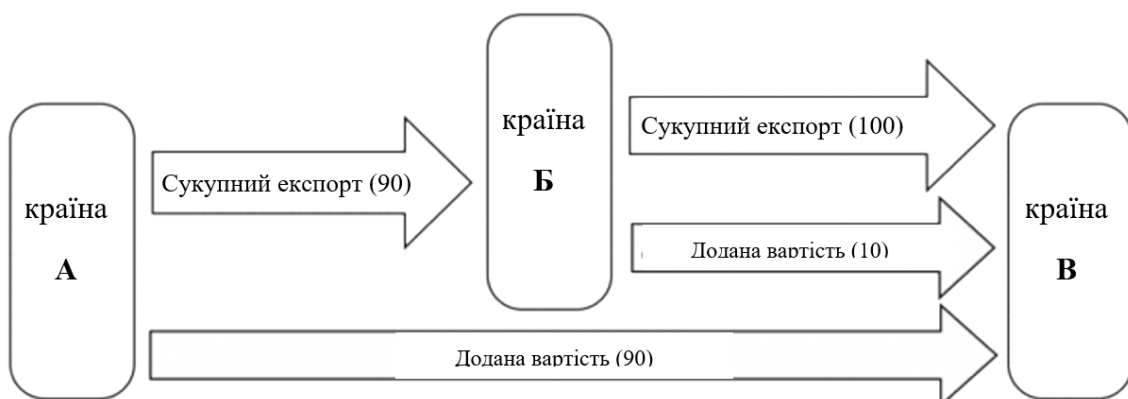 країна
А
Сукупний експорт (90)
країна
Б
Сукупний експорт (100)
Додана вартість (10)
Додана вартість (90)
країна
В